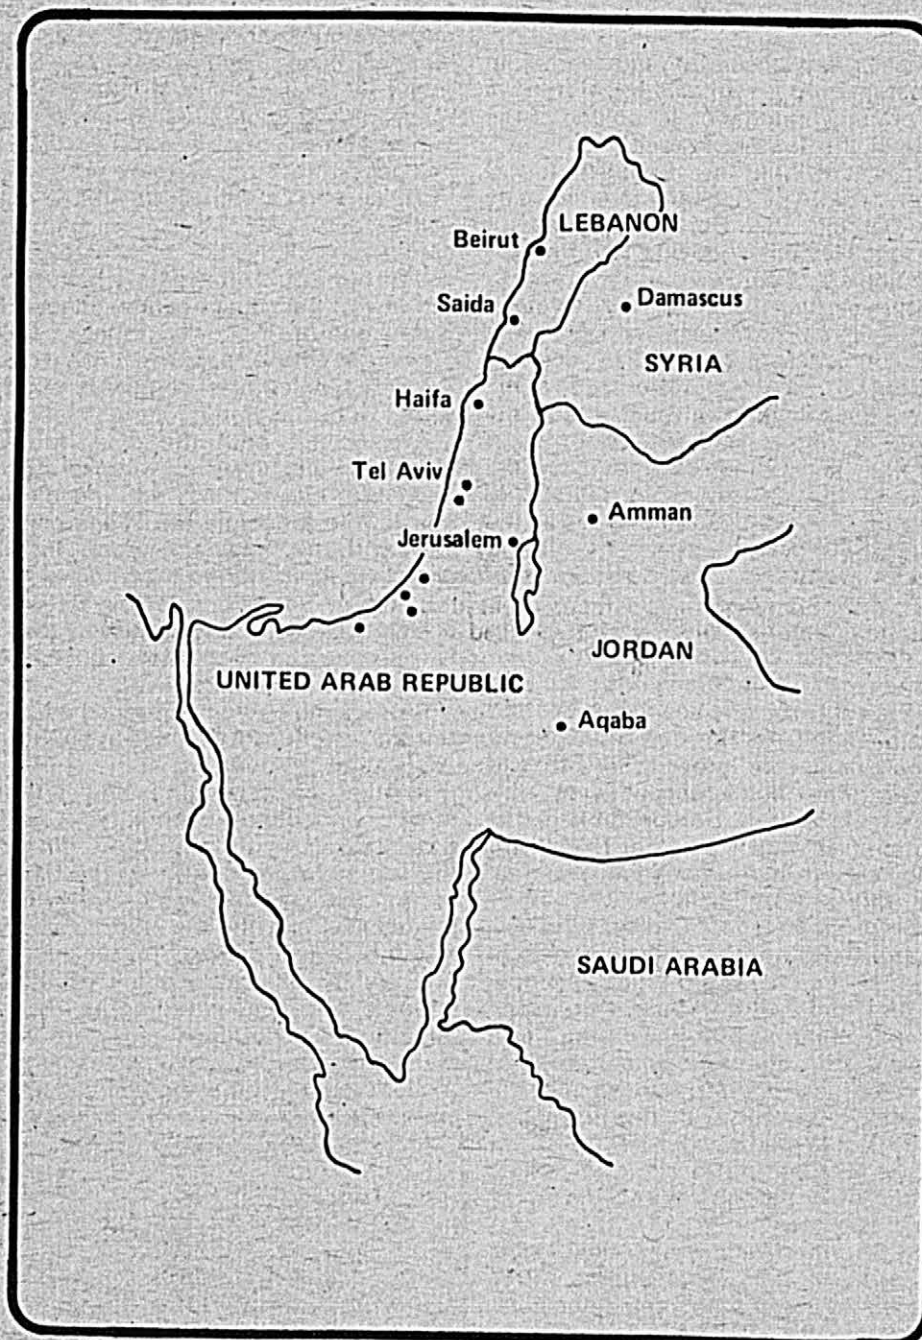 LEBANON
Beirut
Saida
Damascus
SYRIA
Haifa
Tel Aviv
Amman
Jerusalem
JORDAN
UNITED ARAB REPUBLIC
Aqaba
SAUDI ARABIA